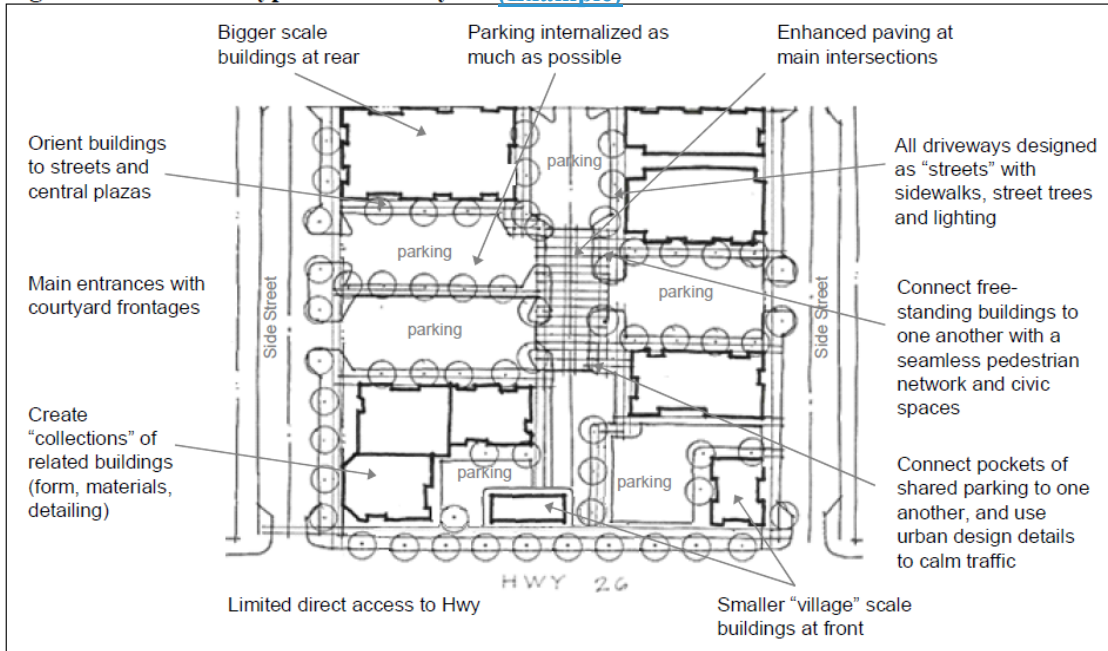 (Example)
Bigger scale
buildings at rear
Parking internalized as
much as possible
Enhanced paving at
main intersections
Orient buildings
to streets and
central plazas
All driveways designed
as “streets” with
sidewalks, street trees
and lighting
parking
parking
parking
parking
Main entrances with
courtyard frontages
Side Street
Side Street
Connect free-
standing buildings to
one another with a
seamless pedestrian
network and civic
spaces
Create
“collections” of
related buildings
(form, materials,
detailing)
parking
parking
Connect pockets of
shared parking to one
another, and use
urban design details
to calm traffic
HWY 26
Limited direct access to Hwy
Smaller “village” scale
buildings at front